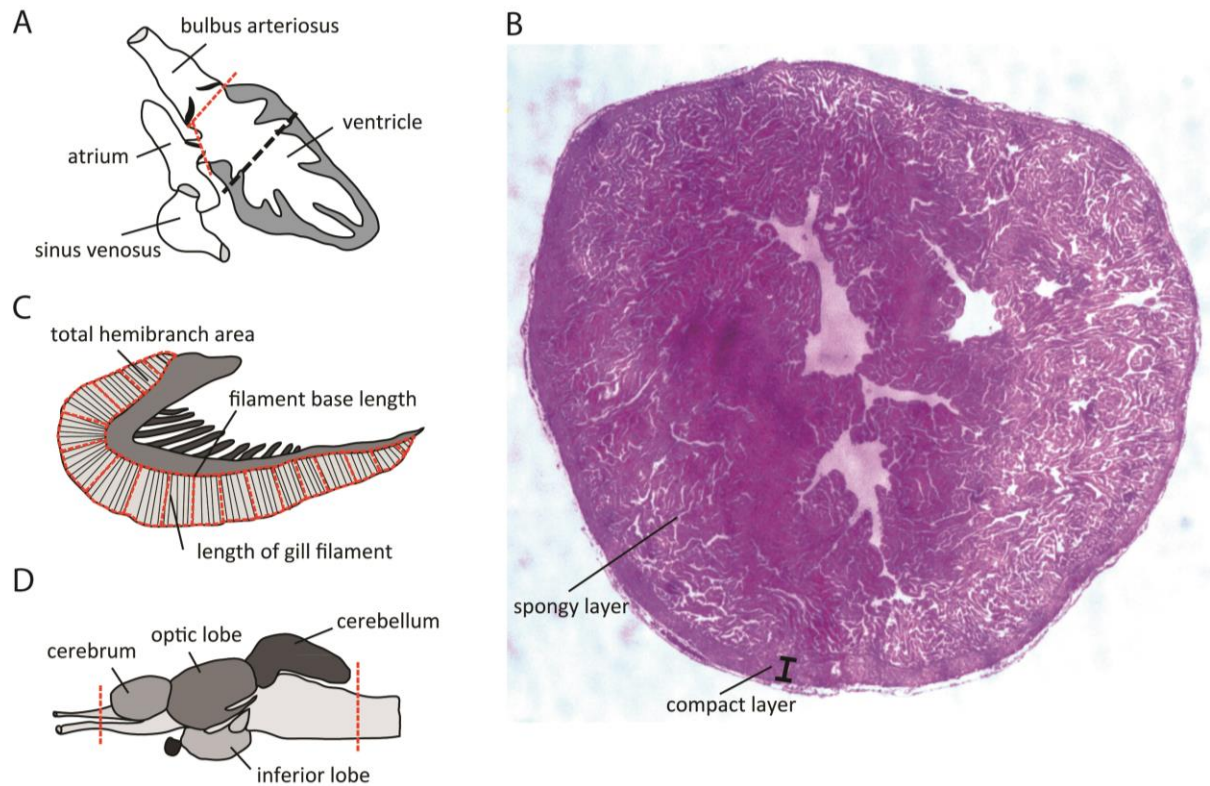 A
bulbus arteriosus
ventricle
atrium
sinus venosus
B
spongy layer
compact layer
C
total hemibranch area
filament base length
length of gill filament
D
cerebrum
optic lobe
cerebellum
inferior lobe